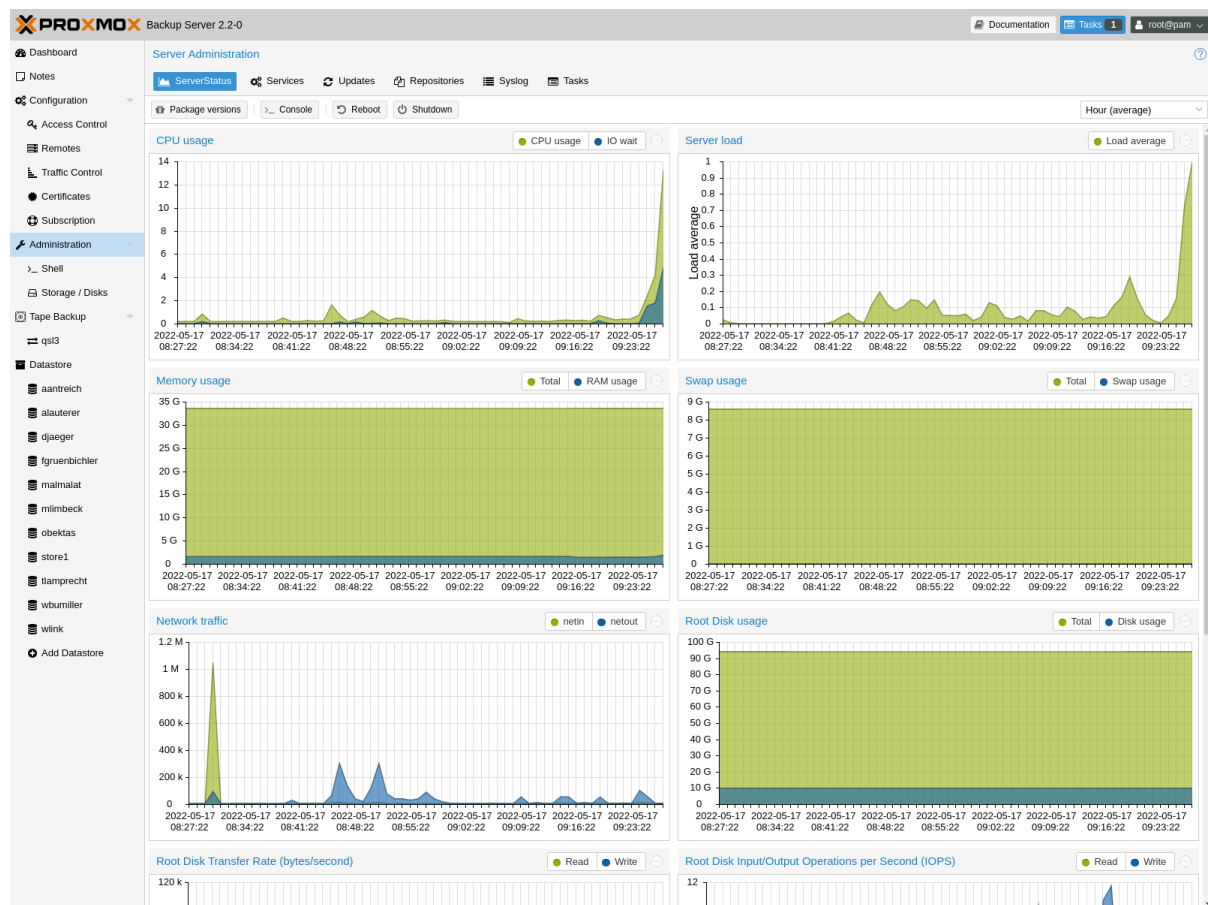 PROXMOX Backup Server 2.2-0
Documentation Tasks 1 root@pam
Dashboard
Notes
Configuration
Access Control
Remotes
Traffic Control
Certificates
Subscription
Administration
Shell
Storage / Disks
Tape Backup
qsl3
Datastore
aantreich
alauterer
djaeger
fgruenbichler
malmalat
mlimbeck
obektas
store1
tlamprecht
wbumiller
wlink
Add Datastore
Server Administration
ServerStatus Services Updates Repositories Syslog Tasks
Package versions >_ Console Reboot Shutdown Hour (average)
CPU usage
CPU usage IO wait
14
12
10
8
6
4
2
0
2022-05-17 2022-05-17 2022-05-17 2022-05-17 2022-05-17 2022-05-17 2022-05-17 2022-05-17 2022-05-17
08:27:22 08:34:22 08:41:22 08:48:22 08:55:22 09:02:22 09:09:22 09:16:22 09:23:22
Server load
Load average
Load average
1
0.9
0.8
0.7
0.6
0.5
0.4
0.3
0.2
0.1
0
2022-05-17 2022-05-17 2022-05-17 2022-05-17 2022-05-17 2022-05-17 2022-05-17 2022-05-17 2022-05-17
08:27:22 08:34:22 08:41:22 08:48:22 08:55:22 09:02:22 09:09:22 09:16:22 09:23:22
Memory usage
Total RAM usage
35 G
30 G
25 G
20 G
15 G
10 G
5 G
0
2022-05-17 2022-05-17 2022-05-17 2022-05-17 2022-05-17 2022-05-17 2022-05-17 2022-05-17 2022-05-17
08:27:22 08:34:22 08:41:22 08:48:22 08:55:22 09:02:22 09:09:22 09:16:22 09:23:22
Swap usage
Total Swap usage
9 G
8 G
7 G
6 G
5 G
4 G
3 G
2 G
1 G
0
2022-05-17 2022-05-17 2022-05-17 2022-05-17 2022-05-17 2022-05-17 2022-05-17 2022-05-17 2022-05-17
08:27:22 08:34:22 08:41:22 08:48:22 08:55:22 09:02:22 09:09:22 09:16:22 09:23:22
Network traffic
netin netout
1.2 M
1 M
800 k
600 k
400 k
200 k
0
2022-05-17 2022-05-17 2022-05-17 2022-05-17 2022-05-17 2022-05-17 2022-05-17 2022-05-17 2022-05-17
08:27:22 08:34:22 08:41:22 08:48:22 08:55:22 09:02:22 09:09:22 09:16:22 09:23:22
Root Disk usage
Total Disk usage
100 G
90 G
80 G
70 G
60 G
50 G
40 G
30 G
20 G
10 G
0
2022-05-17 2022-05-17 2022-05-17 2022-05-17 2022-05-17 2022-05-17 2022-05-17 2022-05-17 2022-05-17
08:27:22 08:34:22 08:41:22 08:48:22 08:55:22 09:02:22 09:09:22 09:16:22 09:23:22
Root Disk Transfer Rate (bytes/second)
Read Write
120 k
Root Disk Input/Output Operations per Second (IOPS)
Read Write
12